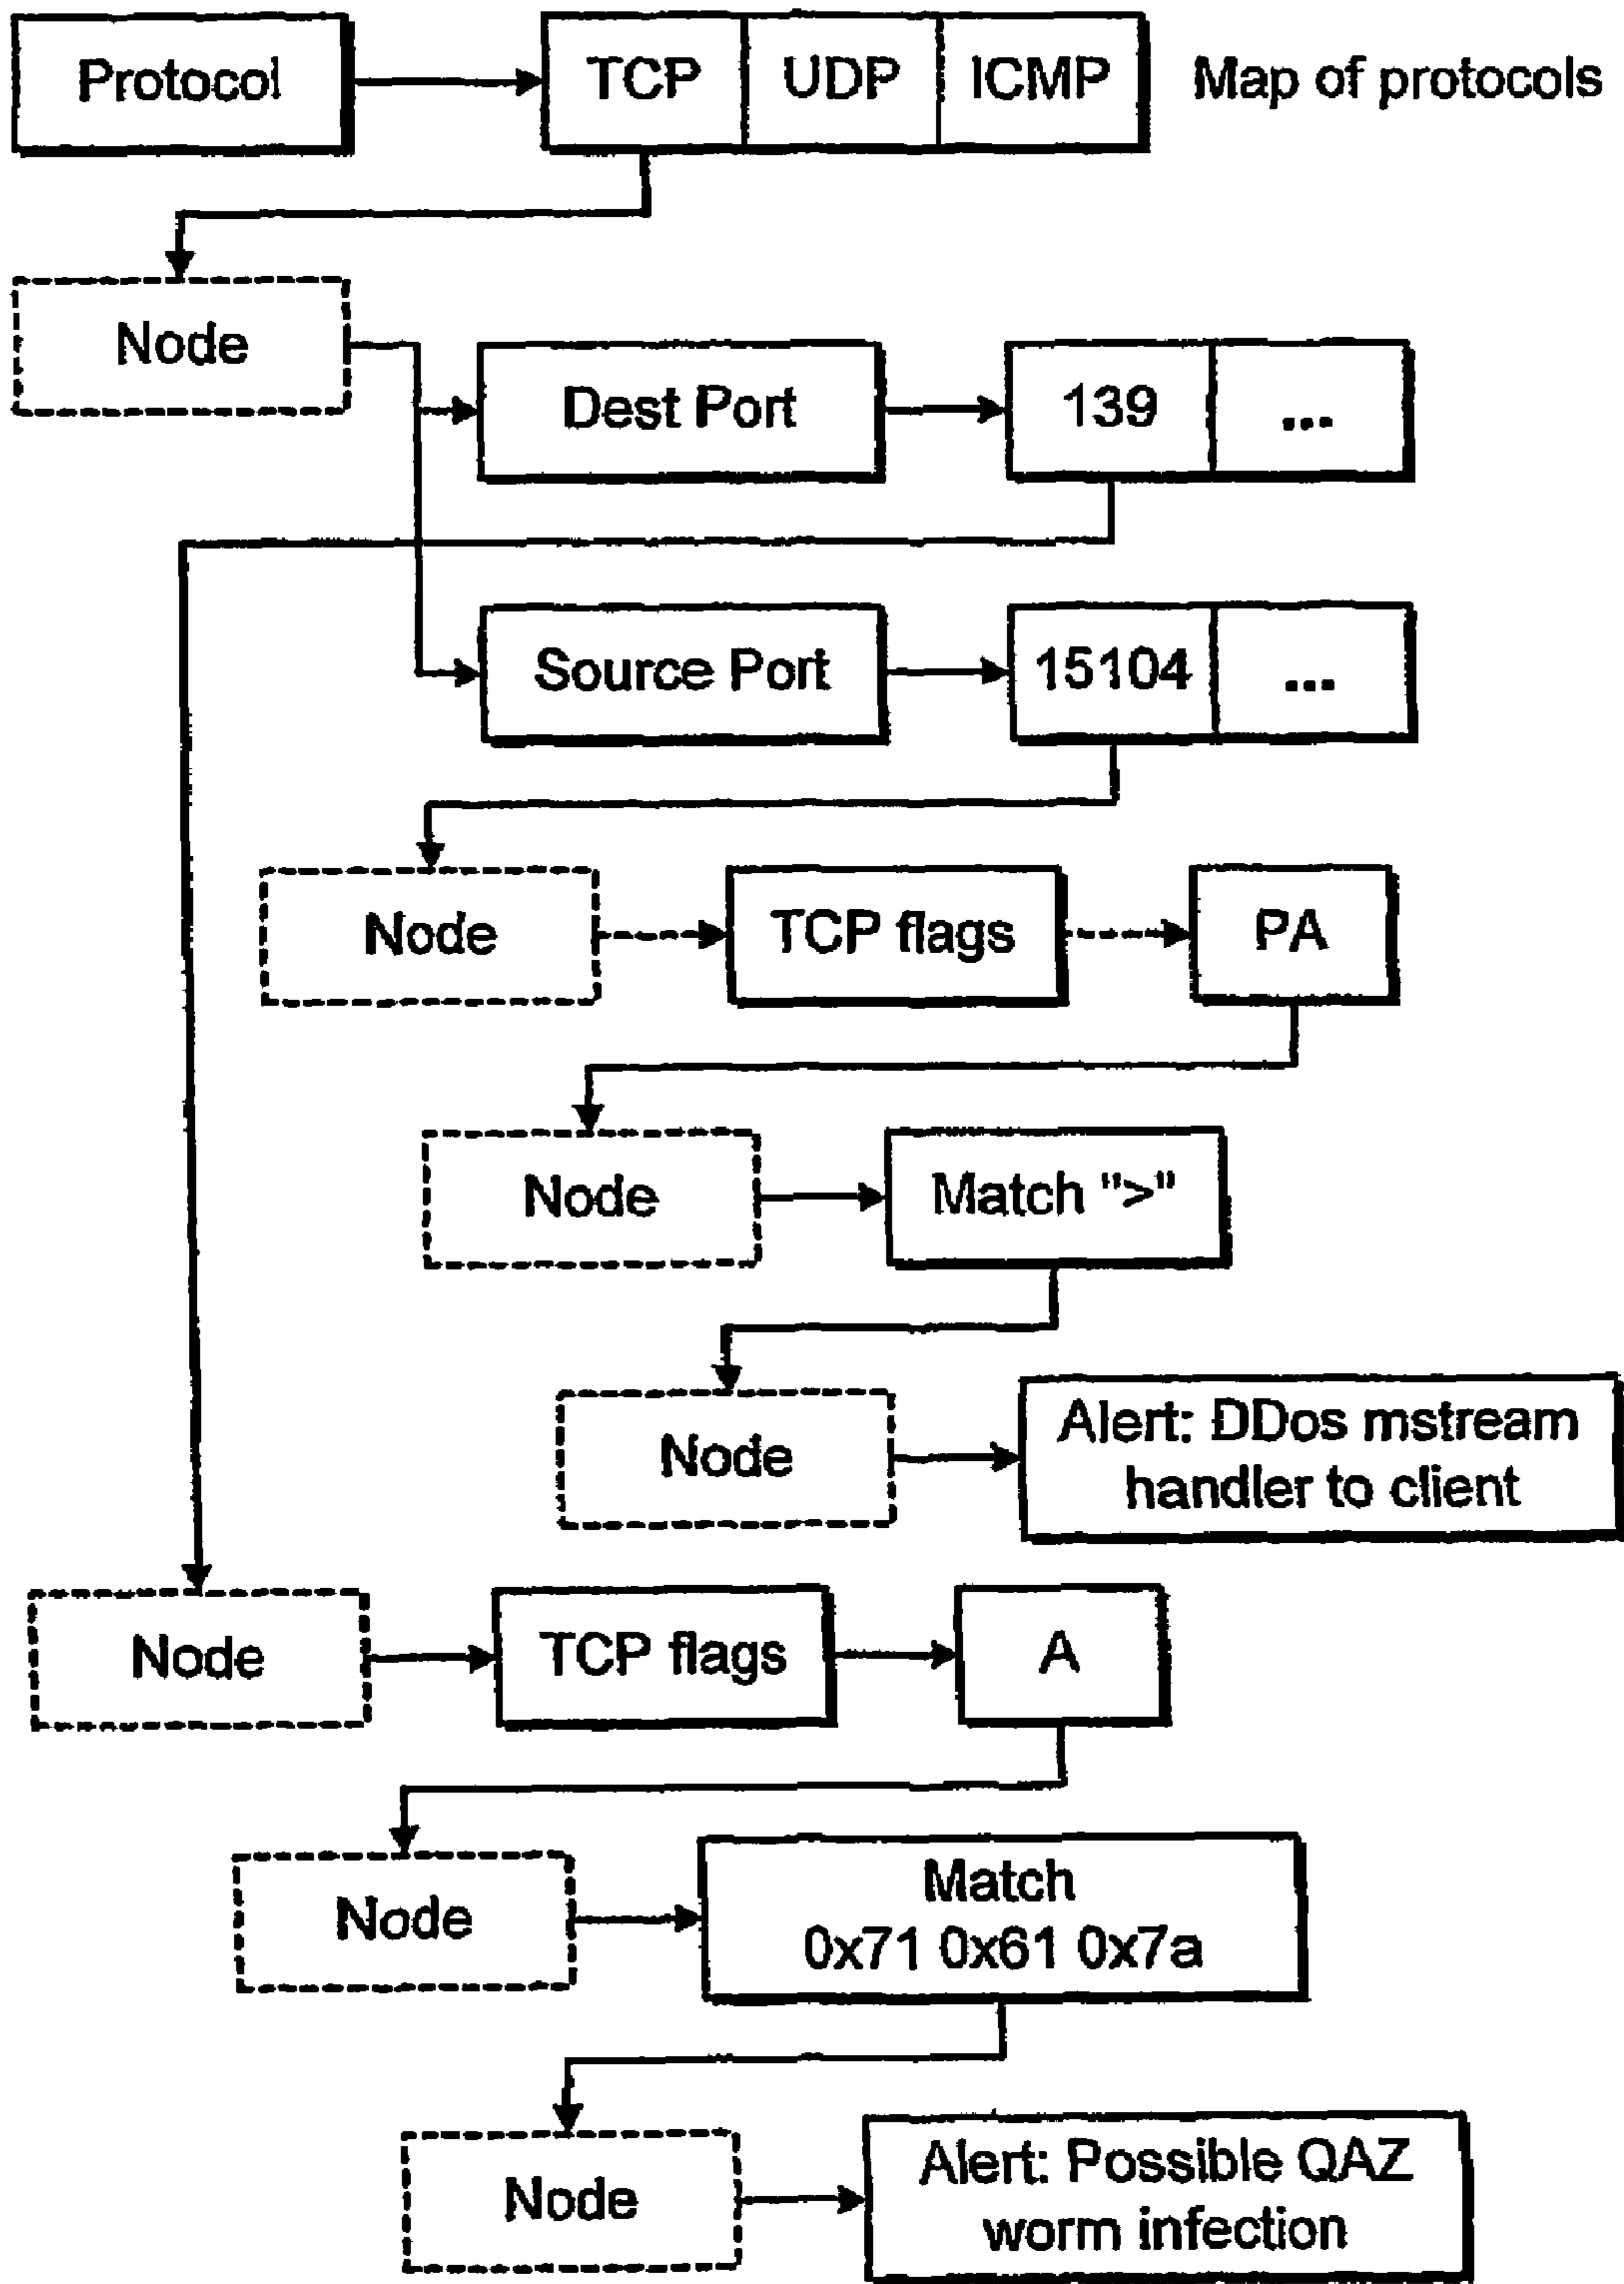 Protocol
TCP UDP ICMP
Map of protocols
Node
Dest Port
139 ...
Source Port
15104 ...
Node
TCP flags
PA
Node
Match ">"
Node
Alert: DDos mstream
handler to client
Node
TCP flags
A
Node
Match
0x71 0x61 0x7a
Node
Alert: Possible QAZ
worm infection